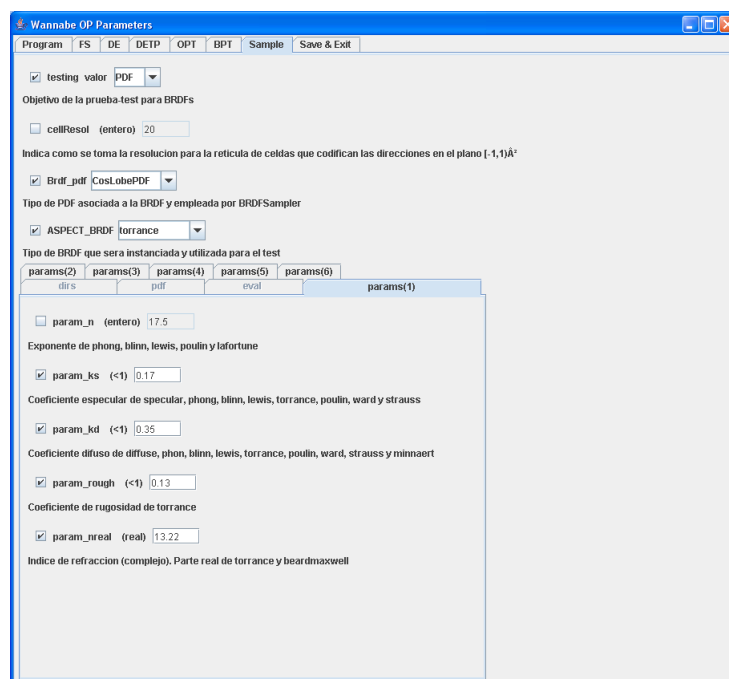 Wannabe OP Parameters
Program FS DE DETP OPT BPT Sample Save & Exit
testing valor PDF
Objetivo de la prueba-test para BRDFs
cellResol (entero) 20
Indica como se toma la resolucion para la reticula de celdas que codifican las direcciones en el plano [-1,1)Â²
Brdf_pdf CosLobePDF
Tipo de PDF asociada a la BRDF y empleada por BRDFSampler
ASPECT_BRDF torrance
Tipo de BRDF que sera instanciada y utilizada para el test
params(2) params(3) params(4) params(5) params(6)
dirs pdf eval params(1)
param_n (entero) 17.5
Exponente de phong, blinn, lewis, poulin y lafortune
param_ks (<1) 0.17
Coeficiente especular de specular, phong, blinn, lewis, torrance, poulin, ward y strauss
param_kd (<1) 0.35
Coeficiente difuso de diffuse, phon, blinn, lewis, torrance, poulin, ward, strauss y minnaert
param_rough (<1) 0.13
Coeficiente de rugosidad de torrance
param_nreal (real) 13.22
Indice de refraccion (complejo). Parte real de torrance y beardmaxwell